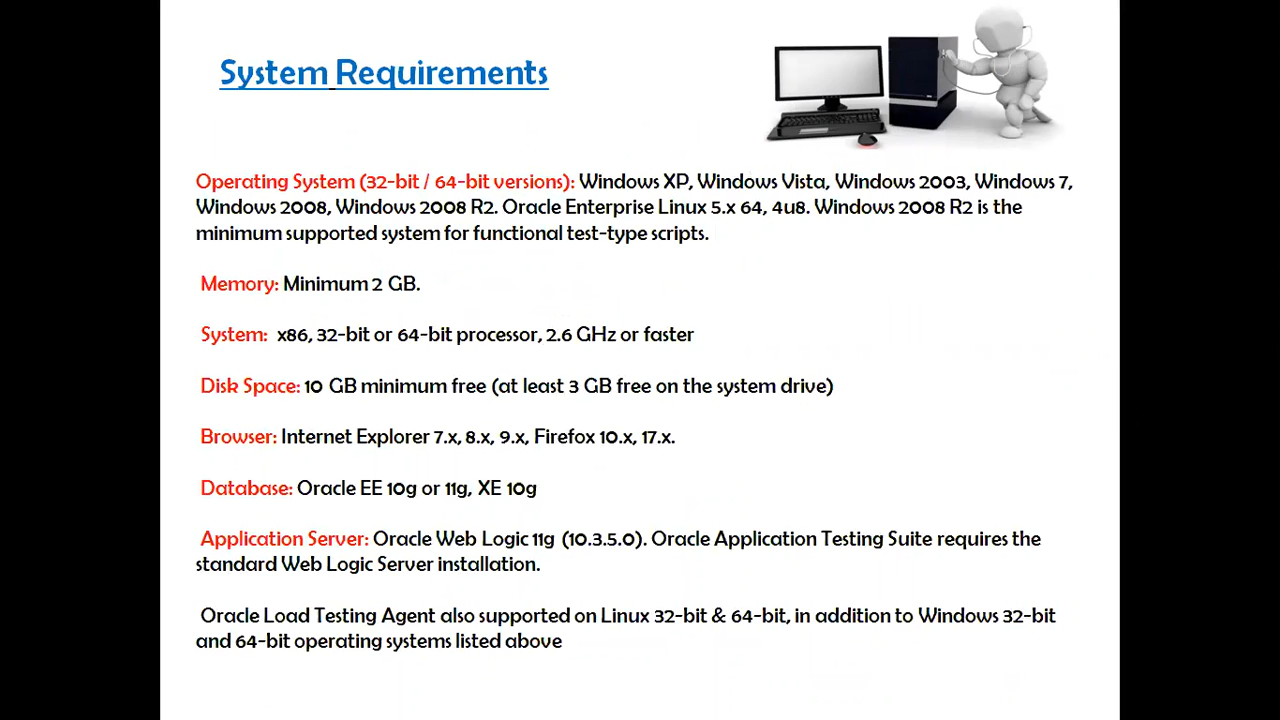 System Requirements
Operating System (32-bit / 64-bit versions): Windows XP, Windows Vista, Windows 2003, Windows 7,
Windows 2008, Windows 2008 R2. Oracle Enterprise Linux 5.x 64, 4u8. Windows 2008 R2 is the
minimum supported system for functional test-type scripts.
Memory: Minimum 2 GB.
System: x86, 32-bit or 64-bit processor, 2.6 GHz or faster
Disk Space: 10 GB minimum free (at least 3 GB free on the system drive)
Browser: Internet Explorer 7.x, 8.x, 9.x, Firefox 10.x, 17.x.
Database: Oracle EE 10g or 11g, XE 10g
Application Server: Oracle Web Logic 11g (10.3.5.0). Oracle Application Testing Suite requires the
standard Web Logic Server installation.
Oracle Load Testing Agent also supported on Linux 32-bit & 64-bit, in addition to Windows 32-bit
and 64-bit operating systems listed above